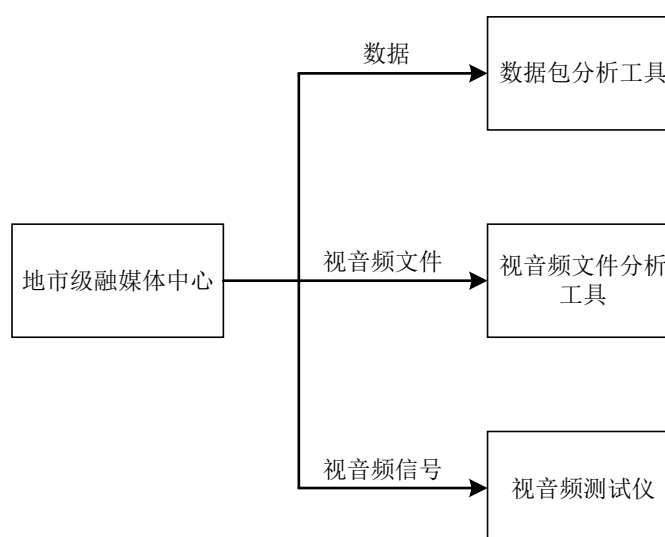 数据
数据包分析工具
地市级融媒体中心
视音频文件
视音频文件分析
工具
视音频信号
视音频测试仪